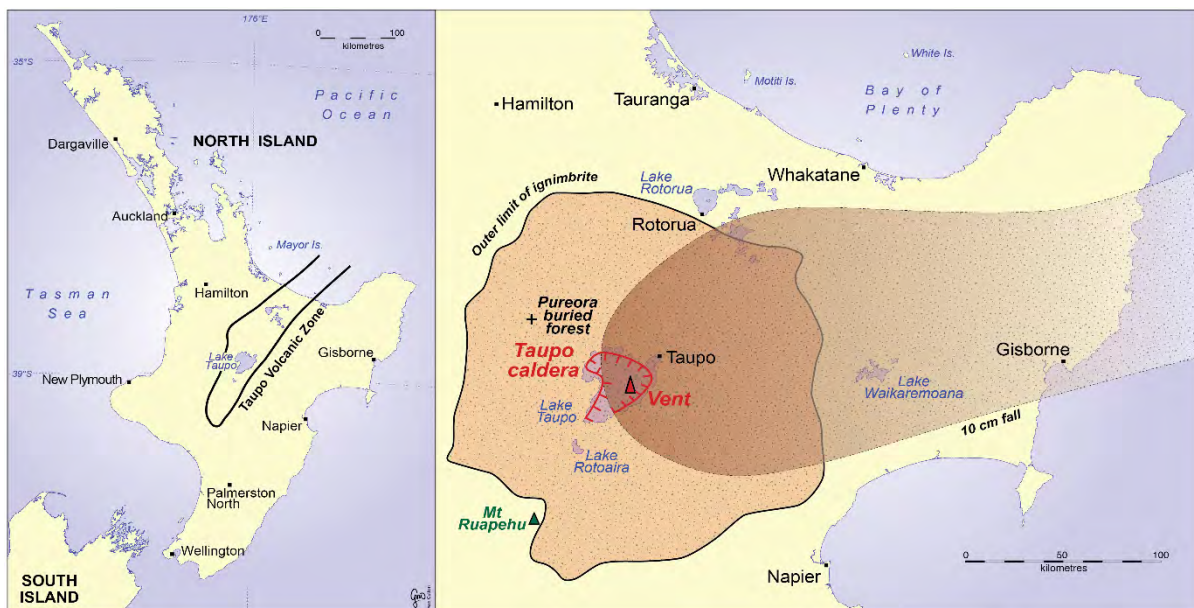 176°E
0 100
kilometres
35°S
Pacific
Ocean
Dargaville
NORTH ISLAND
Auckland
Mayor Is.
Tasman
Sea
Hamilton
Lake
Taupo
Taupo Volcanic Zone
Gisborne
39°S
New Plymouth
Napier
Palmerston
North
Wellington
SOUTH
ISLAND
White Is.
Motiti Is.
Hamilton
Tauranga
Bay of
Plenty
Whakatane
Outer limit of ignimbrite
Lake
Rotorua
Rotorua
Pureora
buried
forest
Taupo
caldera
Taupo
Vent
Lake
Taupo
Lake
Rotoaira
Lake
Waikaremoana
Gisborne
10 cm fall
Mt
Ruapehu
Napier
0 50 100
kilometres